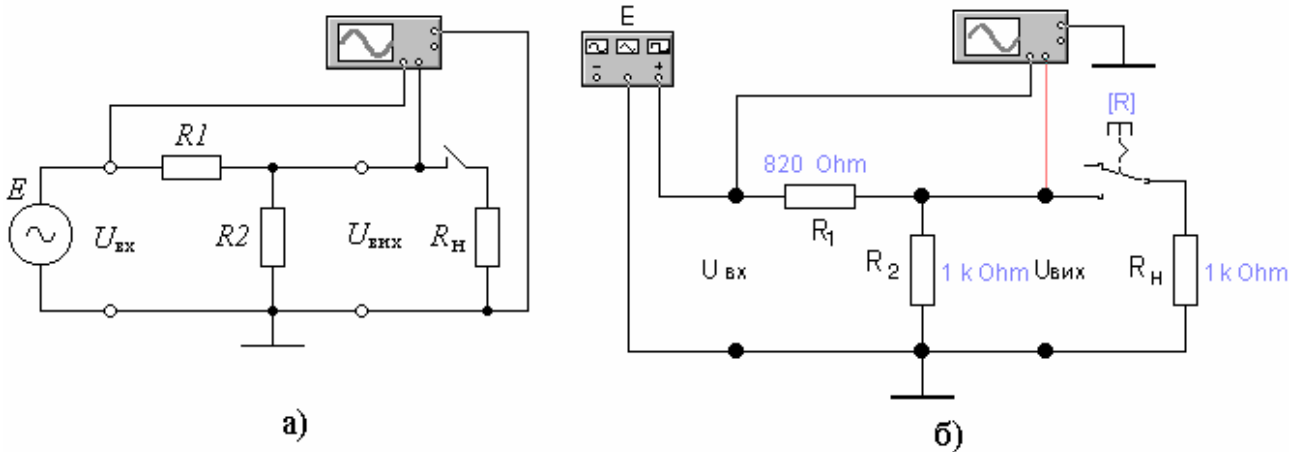 R1
E
Uвх
R2
Uвих
Rн
а)
E
− +
[R]
820 Ohm
R1
U вх
R2
1 k Ohm
Uвих
Rн
1 k Ohm
б)